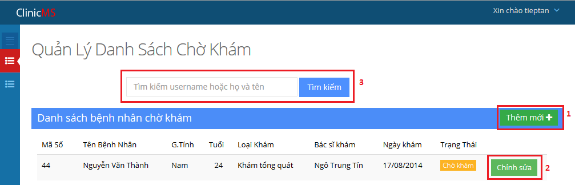 ClinicMS Xin chào tieptan
Quản Lý Danh Sách Chờ Khám
Tìm kiếm username hoặc họ và tên Tìm kiếm 3
Danh sách bệnh nhân chờ khám Thêm mới + 1
Mã Số Tên Bệnh Nhân G.Tính Tuổi Loại Khám Bác sĩ khám Ngày khám Trạng Thái
44 Nguyễn Văn Thành Nam 24 Khám tổng quát Ngô Trung Tín 17/08/2014 Chờ khám Chỉnh sửa 2